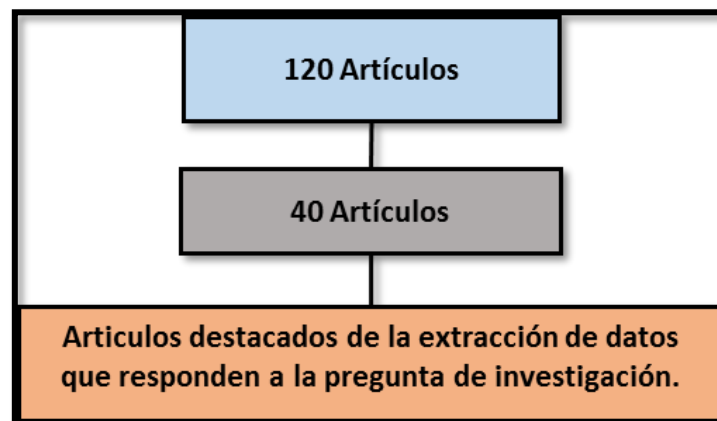 120 Artículos
40 Artículos
Articulos destacados de la extracción de datos
que responden a la pregunta de investigación.